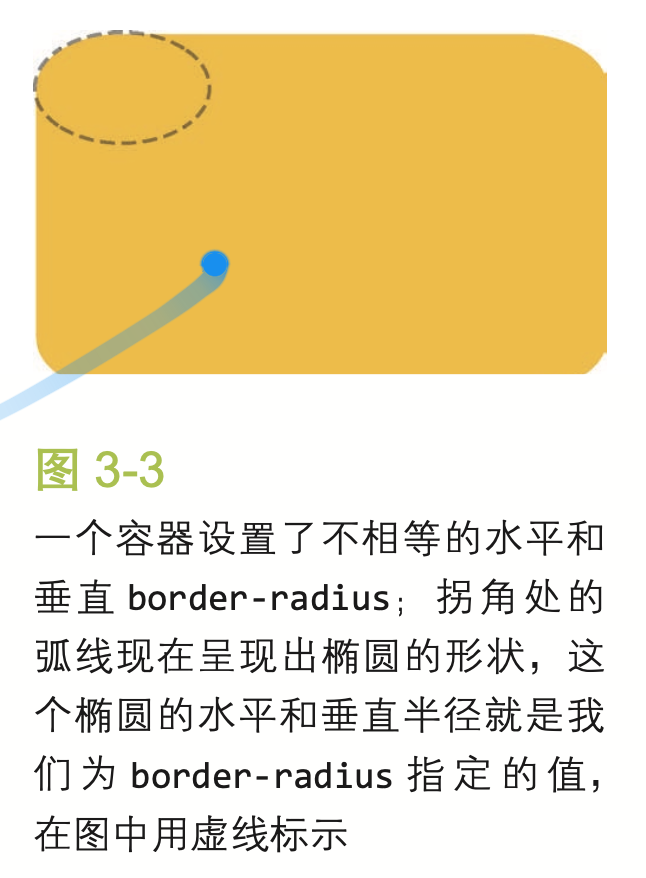 图 3-3
一个容器设置了不相等的水平和
垂直 border-radius；拐角处的
弧线现在呈现出椭圆的形状，这
个椭圆的水平和垂直半径就是我
们为 border-radius 指定的值，
在图中用虚线标示